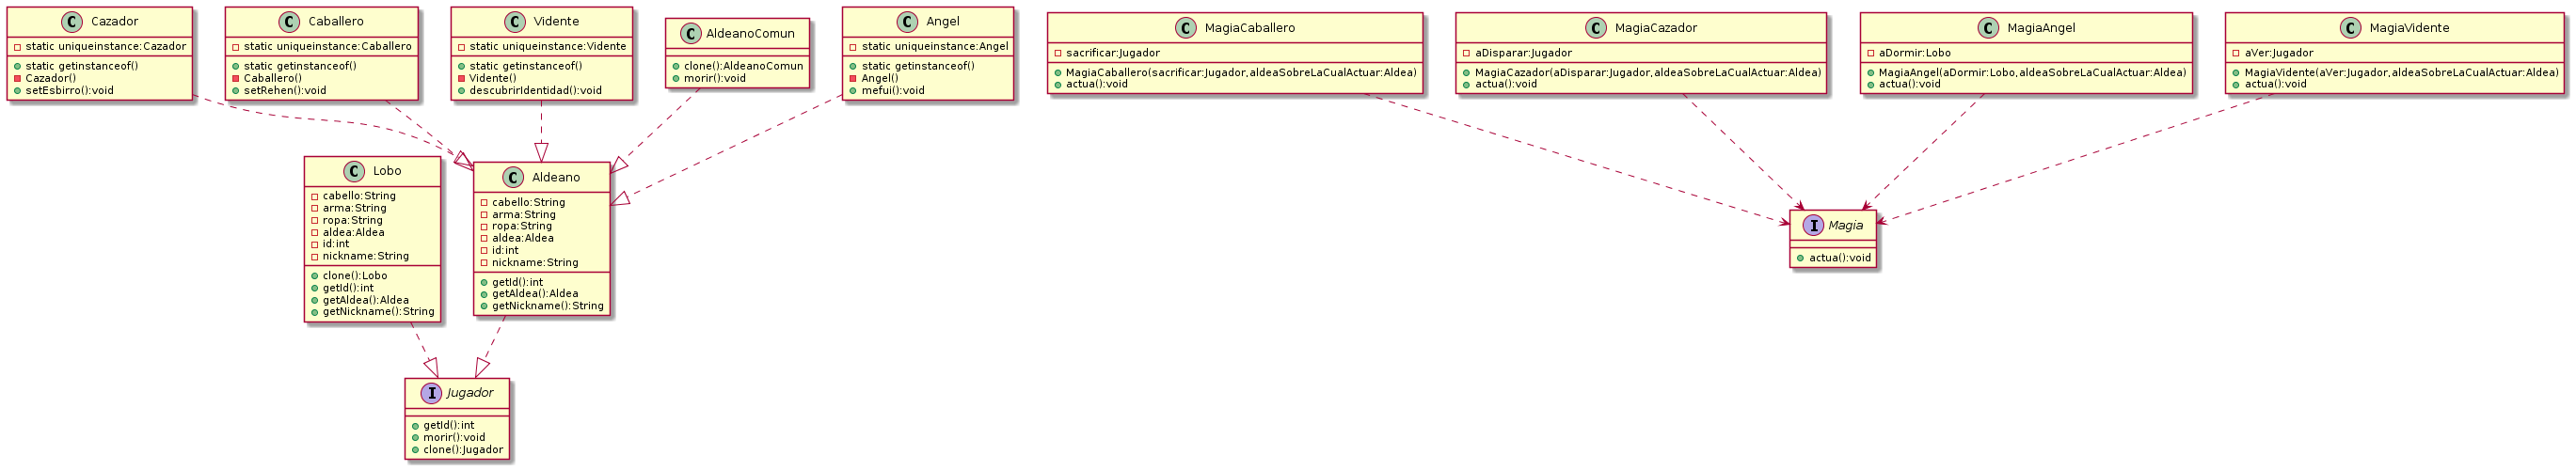 Cazador
static uniqueinstance:Cazador
static getinstanceof()
Cazador()
setEsbirro():void
Caballero
static uniqueinstance:Caballero
static getinstanceof()
Caballero()
setRehen():void
Vidente
static uniqueinstance:Vidente
static getinstanceof()
Vidente()
descubrirIdentidad():void
AldeanoComun
clone():AldeanoComun
morir():void
Angel
static uniqueinstance:Angel
static getinstanceof()
Angel()
mefui():void
MagiaCaballero
sacrificar:Jugador
MagiaCaballero(sacrificar:Jugador,aldeaSobreLaCualActuar:Aldea)
actua():void
MagiaCazador
aDisparar:Jugador
MagiaCazador(aDisparar:Jugador,aldeaSobreLaCualActuar:Aldea)
actua():void
MagiaAngel
aDormir:Lobo
MagiaAngel(aDormir:Lobo,aldeaSobreLaCualActuar:Aldea)
actua():void
MagiaVidente
aVer:Jugador
MagiaVidente(aVer:Jugador,aldeaSobreLaCualActuar:Aldea)
actua():void
Lobo
cabello:String
arma:String
ropa:String
aldea:Aldea
id:int
nickname:String
clone():Lobo
getId():int
getAldea():Aldea
getNickname():String
Aldeano
cabello:String
arma:String
ropa:String
aldea:Aldea
id:int
nickname:String
getId():int
getAldea():Aldea
getNickname():String
Magia
actua():void
Jugador
getId():int
morir():void
clone():Jugador